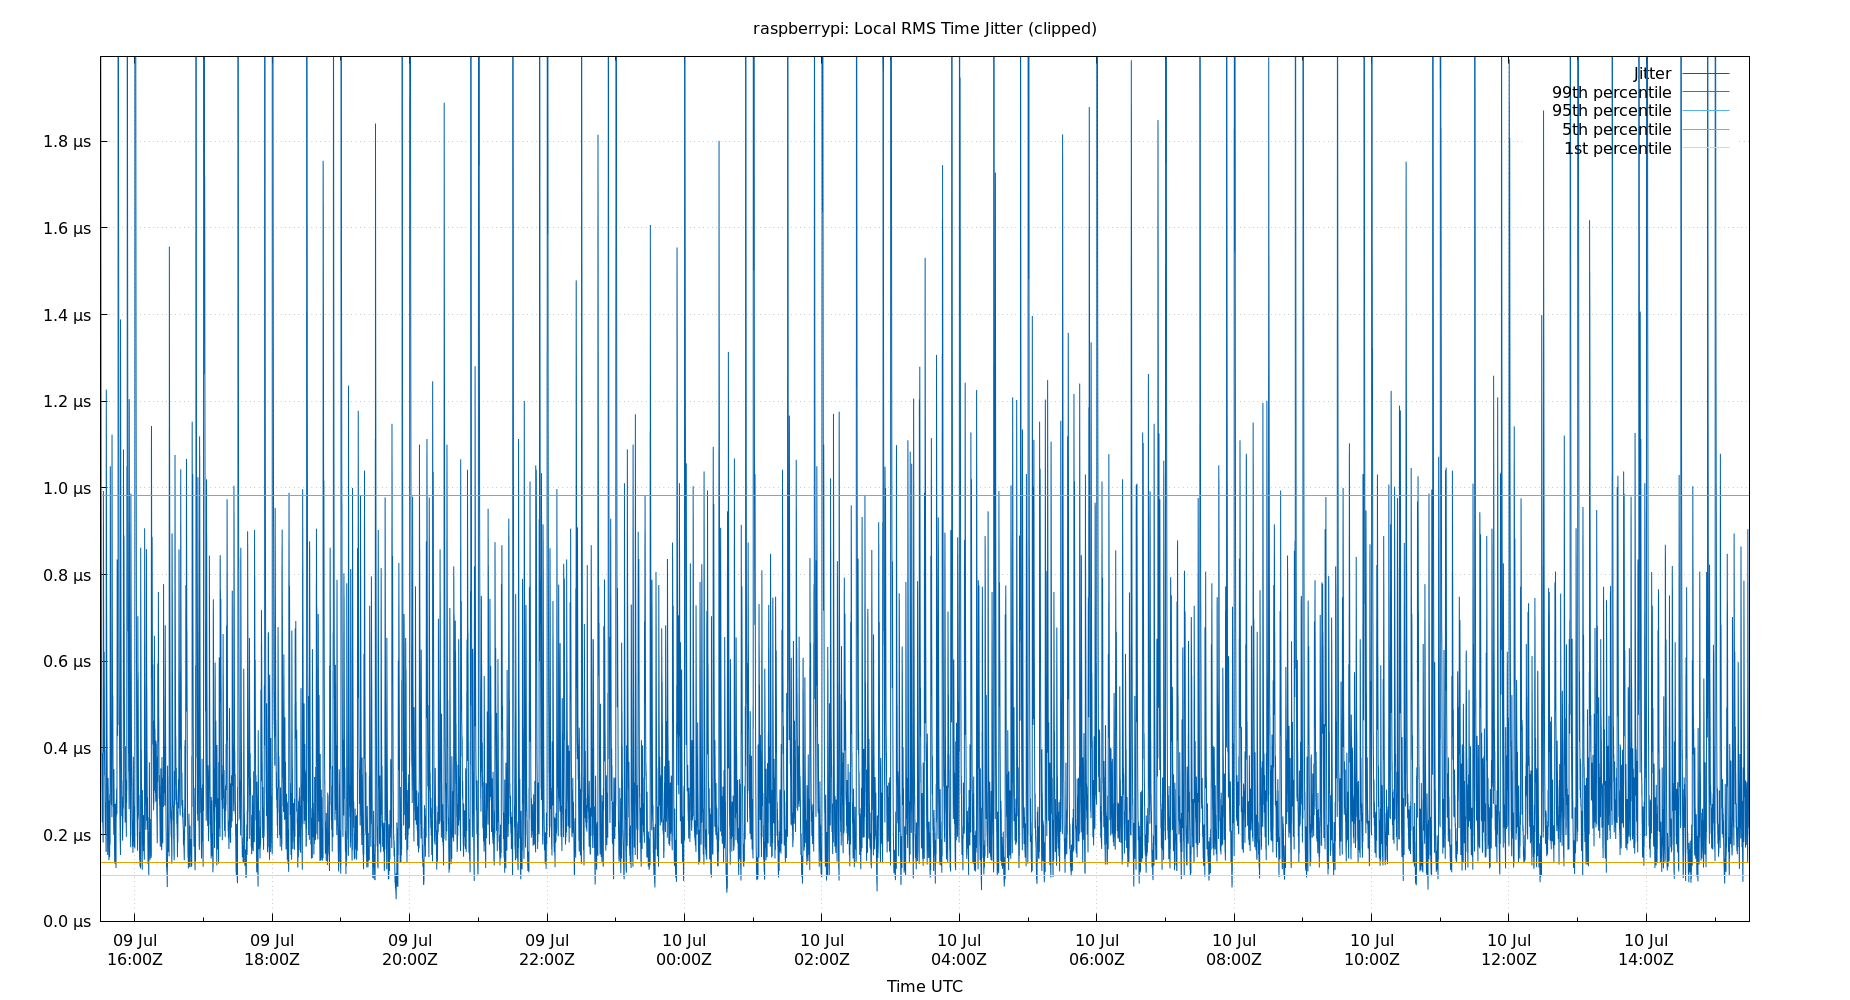 raspberrypi: Local RMS Time Jitter (clipped)
Jitter
99th percentile
95th percentile
5th percentile
1st percentile
1.8 μs
1.6 μs
1.4 μs
1.2 μs
1.0 μs
0.8 μs
0.6 μs
0.4 μs
0.2 μs
0.0 μs
09 Jul 09 Jul 09 Jul 09 Jul 10 Jul 10 Jul 10 Jul 10 Jul 10 Jul 10 Jul 10 Jul 10 Jul
16:00Z 18:00Z 20:00Z 22:00Z 00:00Z 02:00Z 04:00Z 06:00Z 08:00Z 10:00Z 12:00Z 14:00Z
Time UTC